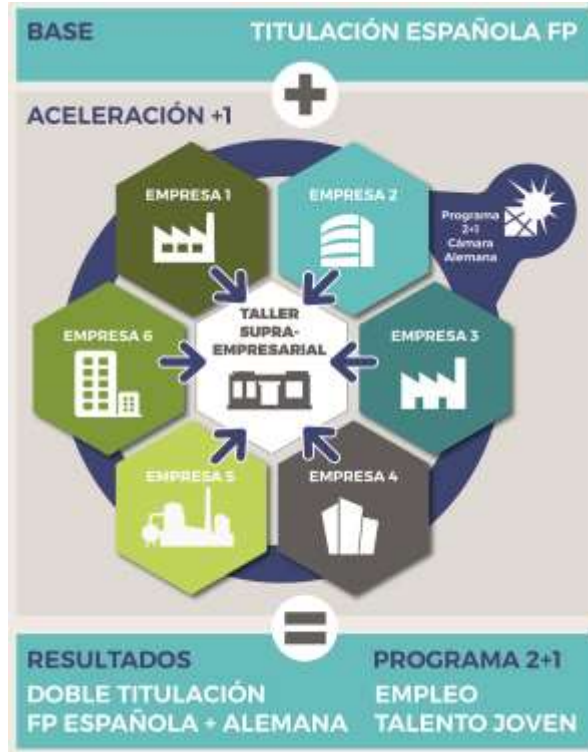 BASE
TITULACIÓN ESPAÑOLA FP
ACELERACIÓN +1
EMPRESA 1
EMPRESA 2
Programa
2+1
Cámara
Alemana
TALLER
SUPRA-
EMPRESARIAL
EMPRESA 6
EMPRESA 3
EMPRESA 5
EMPRESA 4
RESULTADOS
DOBLE TITULACIÓN
FP ESPAÑOLA + ALEMANA
PROGRAMA 2+1
EMPLEO
TALENTO JOVEN